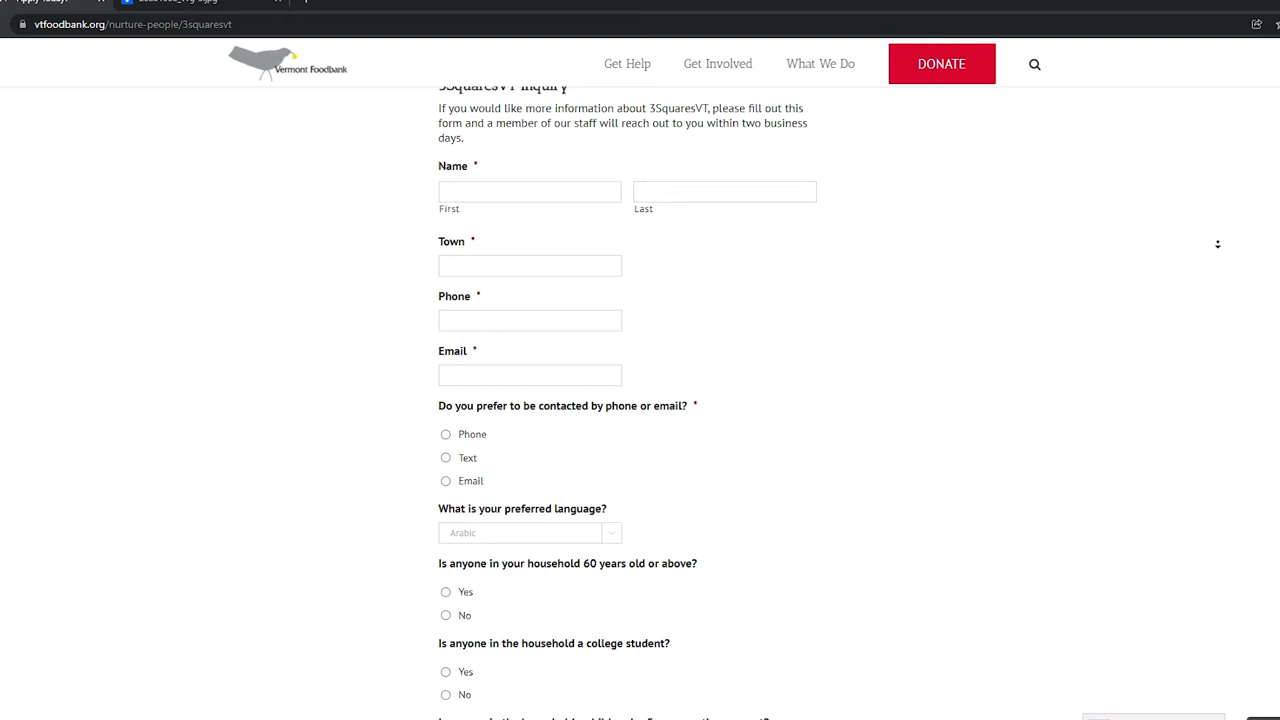 vtfoodbank.org/nurture-people/3squaresvt
Vermont Foodbank
Get Help
Get Involved
What We Do
DONATE
3SquaresVT Inquiry
If you would like more information about 3SquaresVT, please fill out this
form and a member of our staff will reach out to you within two business
days.
Name *
First
Last
Town *
Phone *
Email *
Do you prefer to be contacted by phone or email? *
Phone
Text
Email
What is your preferred language?
Arabic
Is anyone in your household 60 years old or above?
Yes
No
Is anyone in the household a college student?
Yes
No